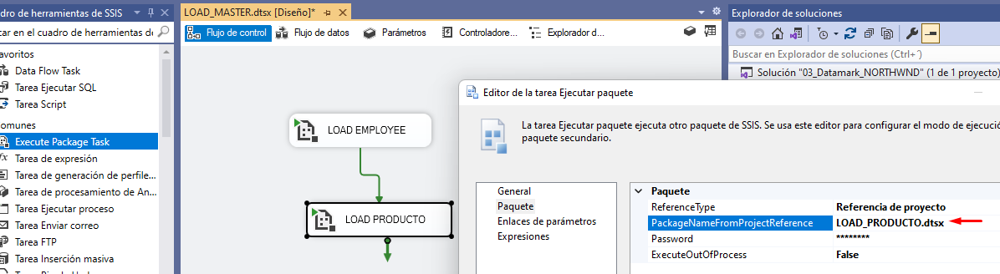 dro de herramientas de SSIS
car en el cuadro de herramientas de
avoritos
Data Flow Task
Tarea Ejecutar SQL
Tarea Script
omunes
Execute Package Task
Tarea de expresión
Tarea de generación de perfile...
Tarea de procesamiento de An...
Tarea Ejecutar proceso
Tarea Enviar correo
Tarea FTP
Tarea Inserción masiva
LOAD_MASTER.dtsx [Diseño]*
Flujo de control
Flujo de datos
Parámetros
Controladore...
Explorador d...
LOAD EMPLOYEE
LOAD PRODUCTO
Explorador de soluciones
Buscar en Explorador de soluciones (Ctrl+´)
Solución "03_Datamark_NORTHWND" (1 de 1 proyecto)
Editor de la tarea Ejecutar paquete
La tarea Ejecutar paquete ejecuta otro paquete de SSIS. Se usa este editor para configurar el modo de ejecució
paquete secundario.
General
Paquete
Enlaces de parámetros
Expresiones
Paquete
ReferenceType Referencia de proyecto
PackageNameFromProjectReference LOAD_PRODUCTO.dtsx
Password ********
ExecuteOutOfProcess False